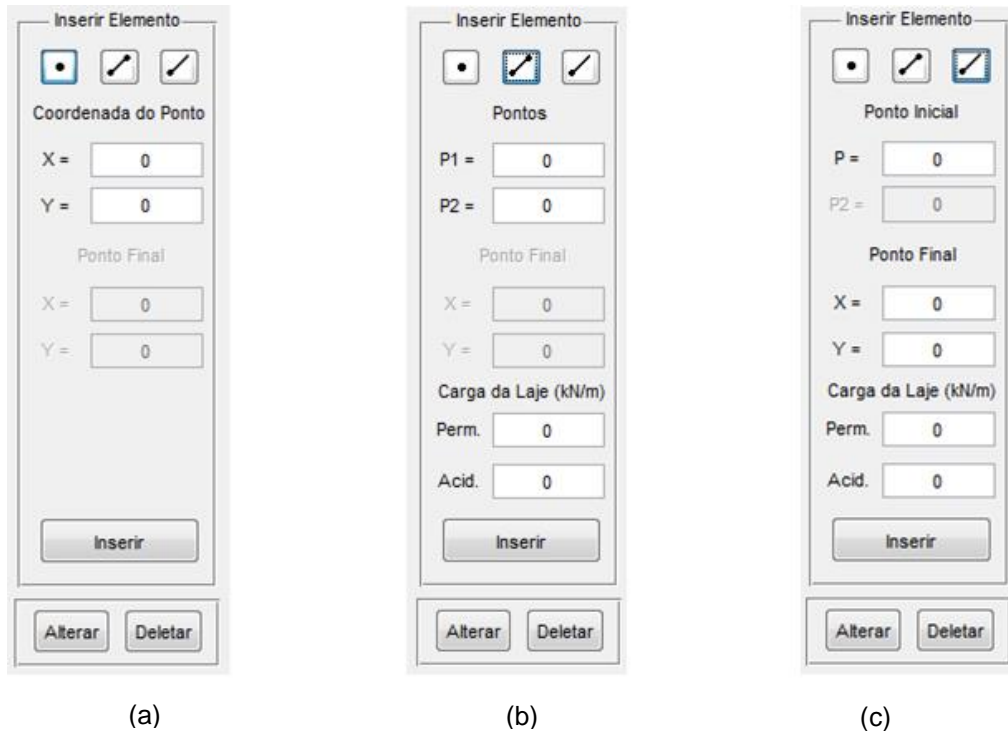 Inserir Elemento
Coordenada do Ponto
X = 0
Y = 0
Ponto Final
X = 0
Y = 0
Inserir
Alterar Deletar
(a)
Inserir Elemento
Pontos
P1 = 0
P2 = 0
Ponto Final
X = 0
Y = 0
Carga da Laje (kN/m)
Perm. 0
Acid. 0
Inserir
Alterar Deletar
(b)
Inserir Elemento
Ponto Inicial
P = 0
P2 = 0
Ponto Final
X = 0
Y = 0
Carga da Laje (kN/m)
Perm. 0
Acid. 0
Inserir
Alterar Deletar
(c)